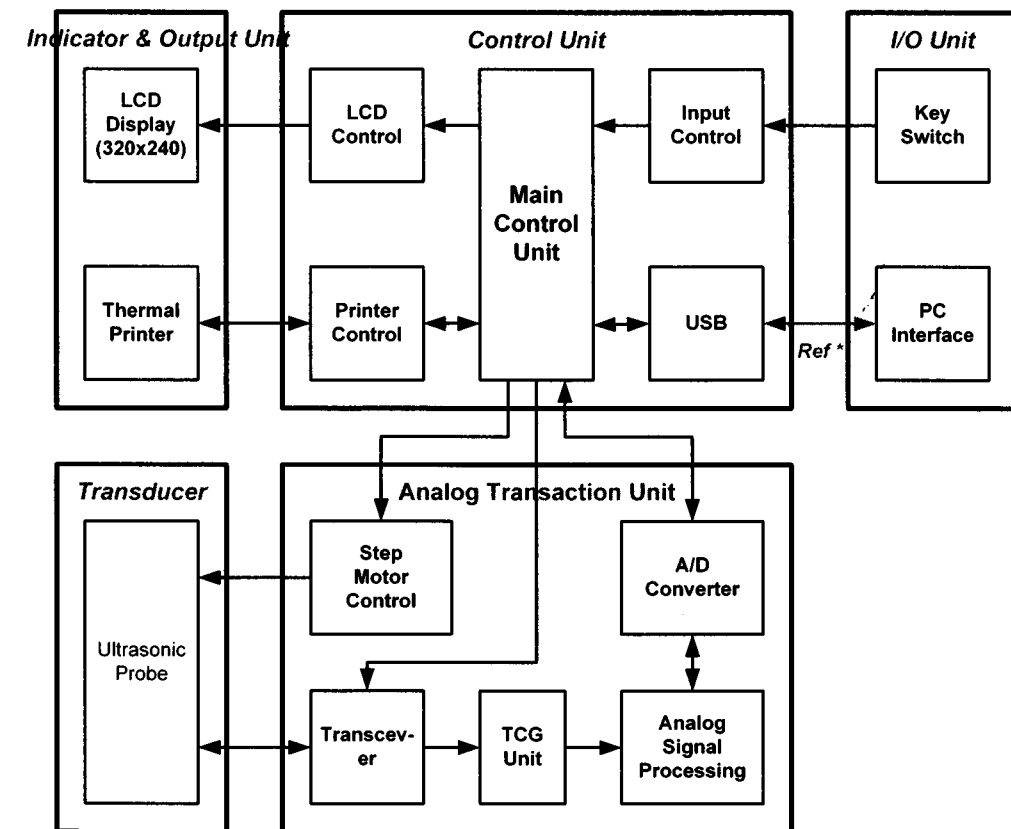 Indicator & Output Unit
Control Unit
I/O Unit
LCD
Display
(320x240)
LCD
Control
Main
Control
Unit
Input
Control
Key
Switch
Thermal
Printer
Printer
Control
USB
Ref *
PC
Interface
Transducer
Analog Transaction Unit
Ultrasonic
Probe
Step
Motor
Control
A/D
Converter
Transcev-
er
TCG
Unit
Analog
Signal
Processing